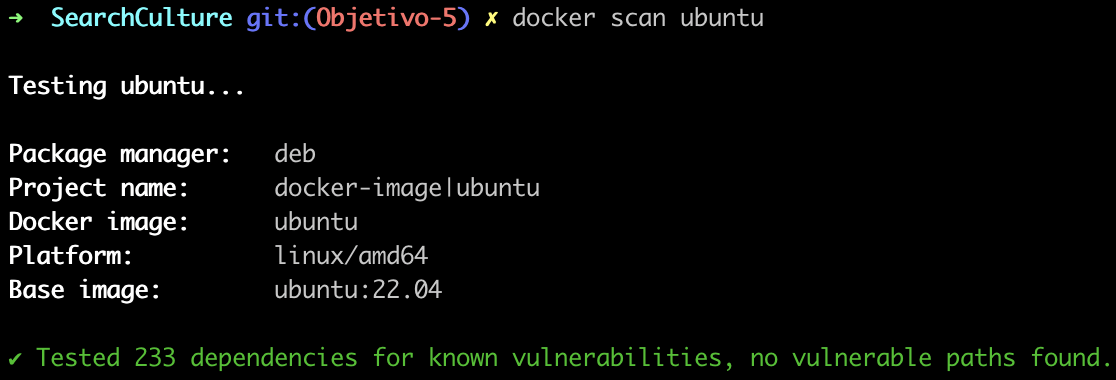 ➜  SearchCulture git:(Objetivo-5) ✗ docker scan ubuntu
Testing ubuntu...
Package manager:   deb
Project name:      docker-image|ubuntu
Docker image:      ubuntu
Platform:          linux/amd64
Base image:        ubuntu:22.04
✔ Tested 233 dependencies for known vulnerabilities, no vulnerable paths found.